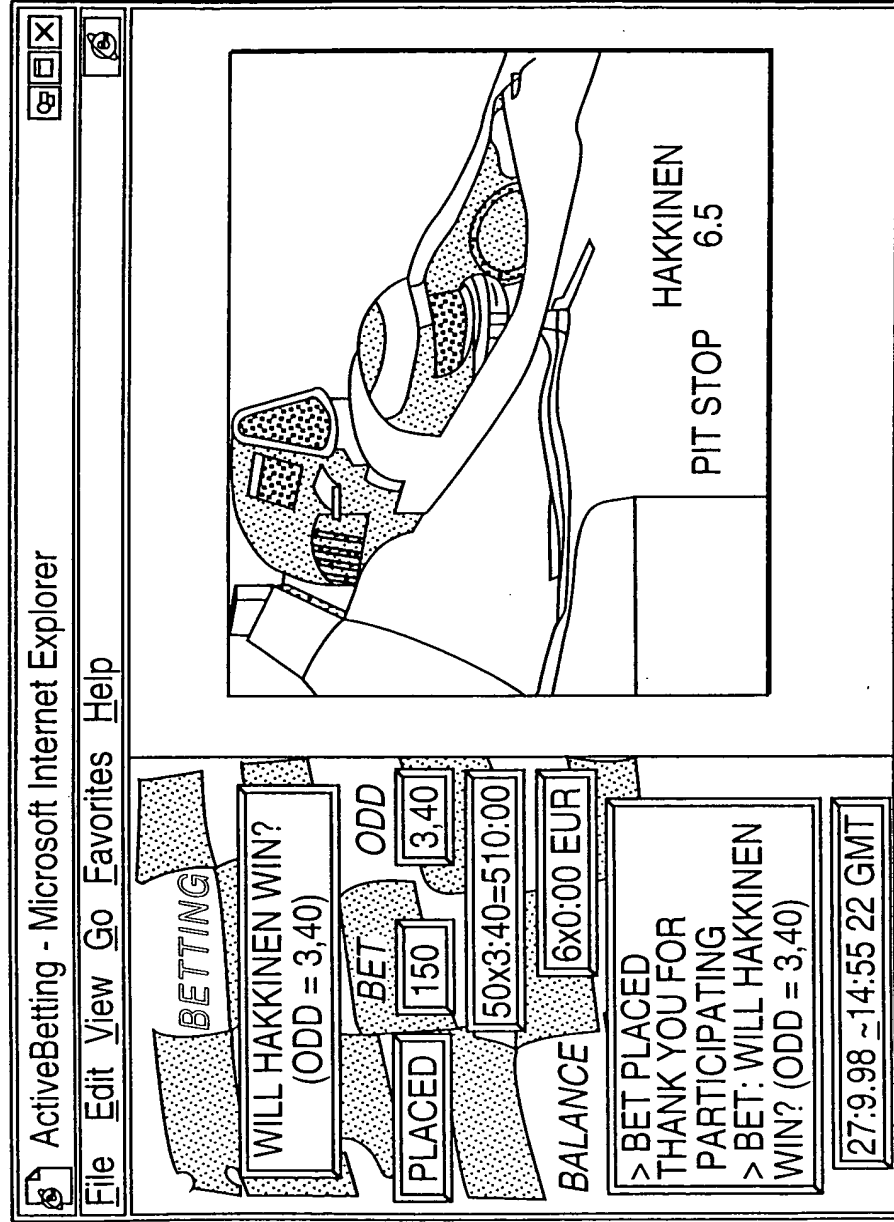 ActiveBetting - Microsoft Internet Explorer
File Edit View Go Favorites Help
BETTING
WILL HAKKINEN WIN?
(ODD = 3,40)
BET ODD
PLACED 150 3,40
50x3:40=510:00
BALANCE 6x0:00 EUR
> BET PLACED
THANK YOU FOR
PARTICIPATING
> BET: WILL HAKKINEN
WIN? (ODD = 3,40)
27:9.98 ~14:55 22 GMT
PIT STOP HAKKINEN
6.5